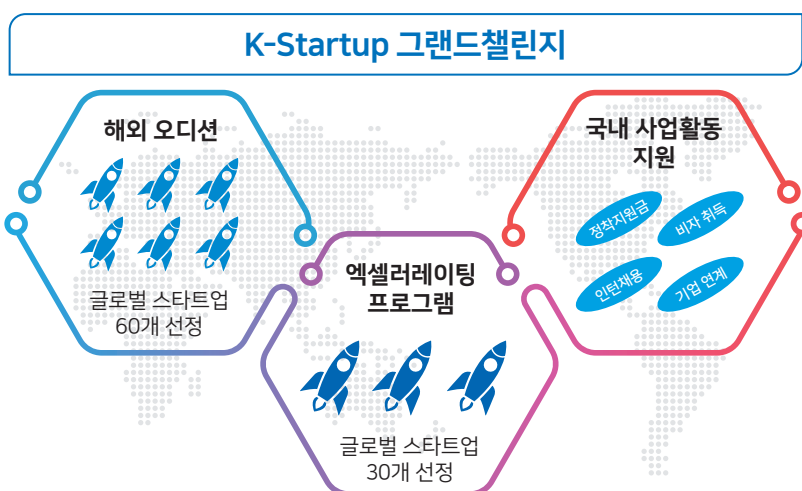 K-Startup 그랜드챌린지
해외 오디션
글로벌 스타트업
60개 선정
엑셀러레이팅
프로그램
글로벌 스타트업
30개 선정
국내 사업활동
지원
정착지원금
비자 취득
인턴채용
기업 연계